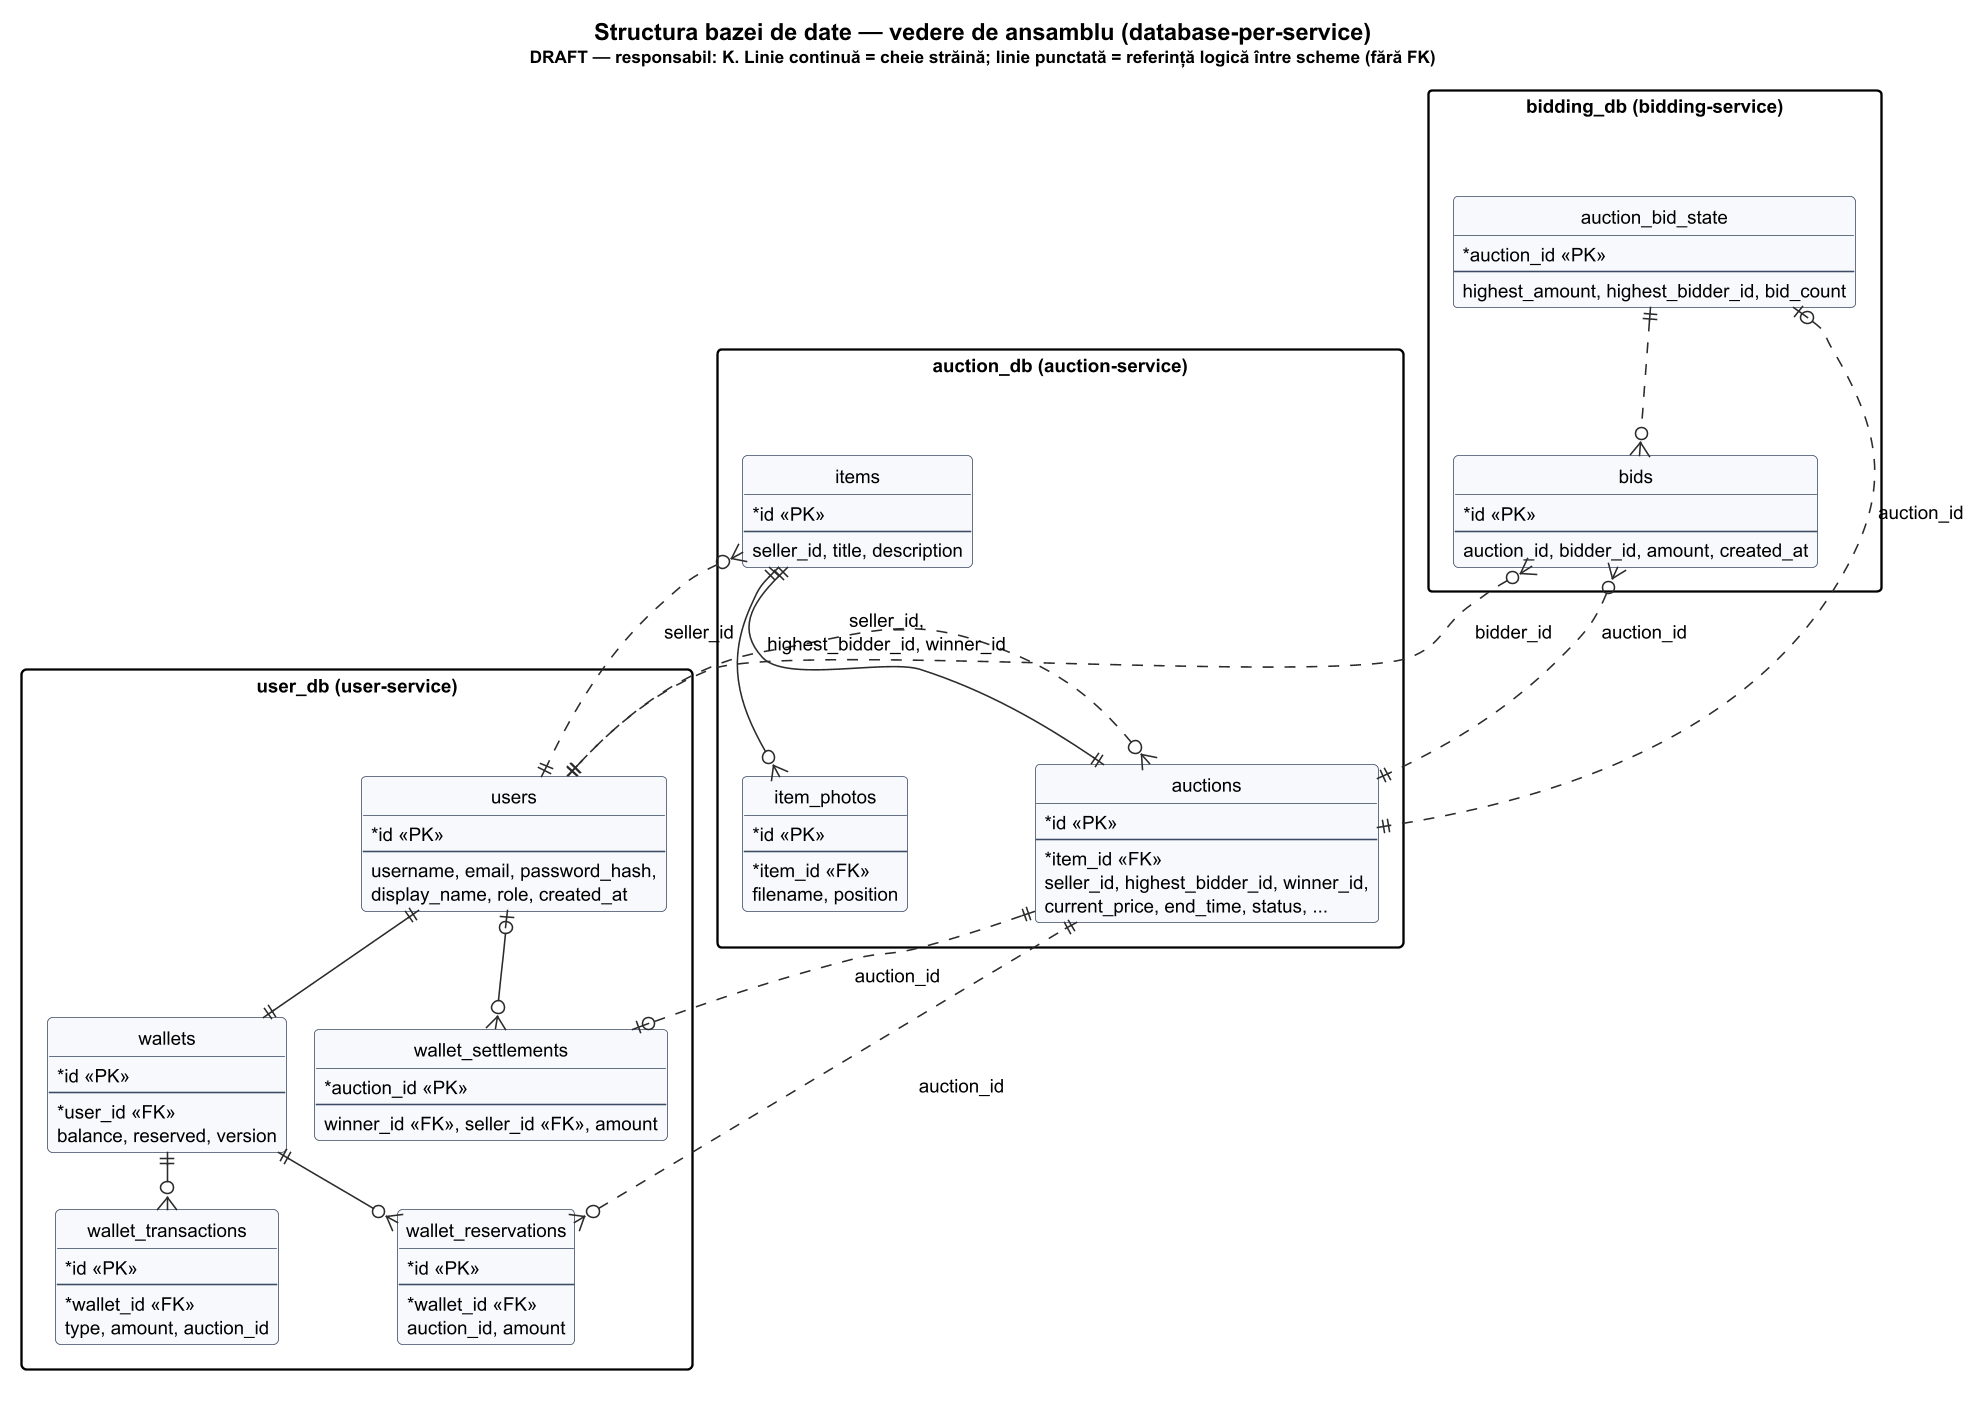 Structura bazei de date — vedere de ansamblu (database-per-service)
DRAFT — responsabil: K. Linie continuă = cheie străină; linie punctată = referință logică între scheme (fără FK)
bidding_db (bidding-service)
auction_bid_state
*auction_id «PK»
highest_amount, highest_bidder_id, bid_count
bids
*id «PK»
auction_id, bidder_id, amount, created_at
auction_id
auction_db (auction-service)
items
*id «PK»
seller_id, title, description
seller_id
seller_id,
highest_bidder_id, winner_id
bidder_id
auction_id
item_photos
*id «PK»
*item_id «FK»
filename, position
auctions
*id «PK»
*item_id «FK»
seller_id, highest_bidder_id, winner_id,
current_price, end_time, status, ...
user_db (user-service)
users
*id «PK»
username, email, password_hash,
display_name, role, created_at
auction_id
auction_id
wallets
*id «PK»
*user_id «FK»
balance, reserved, version
wallet_settlements
*auction_id «PK»
winner_id «FK», seller_id «FK», amount
wallet_transactions
*id «PK»
*wallet_id «FK»
type, amount, auction_id
wallet_reservations
*id «PK»
*wallet_id «FK»
auction_id, amount